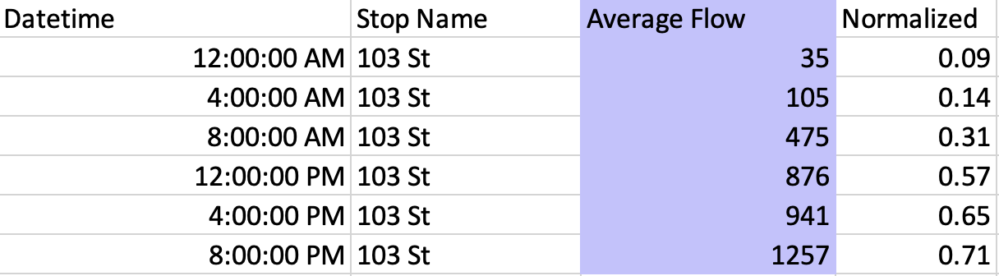 Datetime Stop Name Average Flow Normalized
12:00:00 AM 103 St 35 0.09
4:00:00 AM 103 St 105 0.14
8:00:00 AM 103 St 475 0.31
12:00:00 PM 103 St 876 0.57
4:00:00 PM 103 St 941 0.65
8:00:00 PM 103 St 1257 0.71